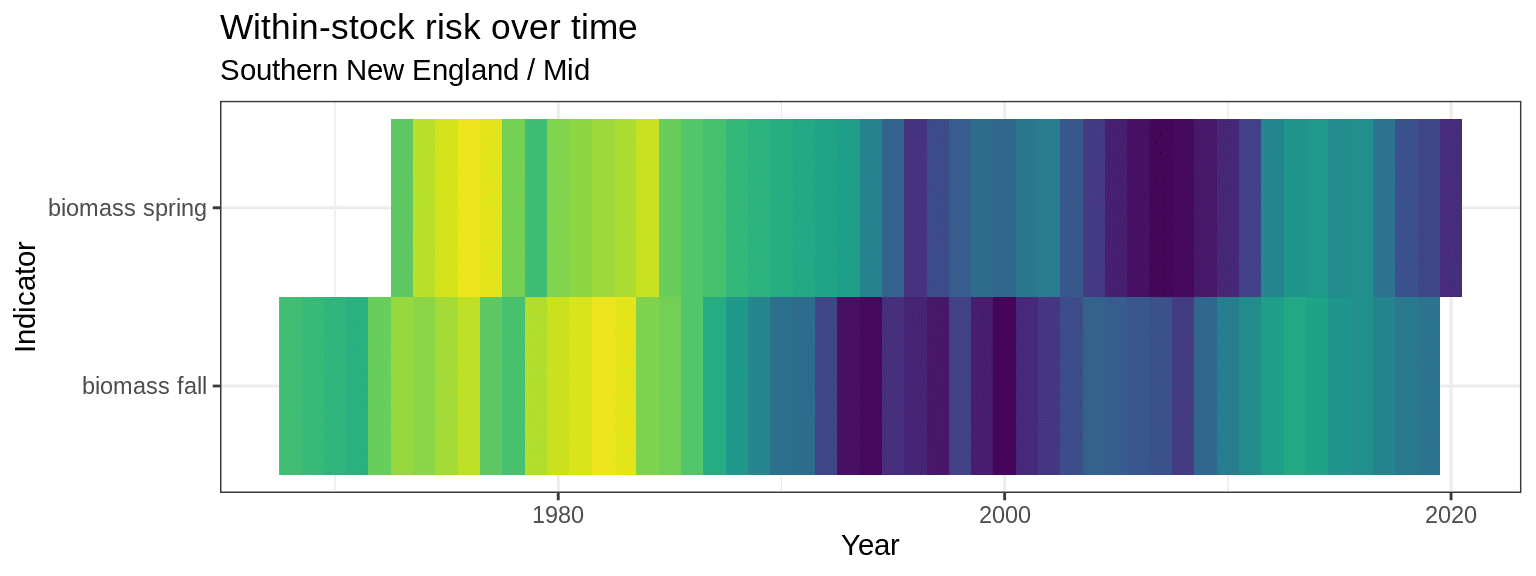 Within-stock risk over time
Southern New England / Mid
Indicator
biomass spring
biomass fall
1980
2000
2020
Year